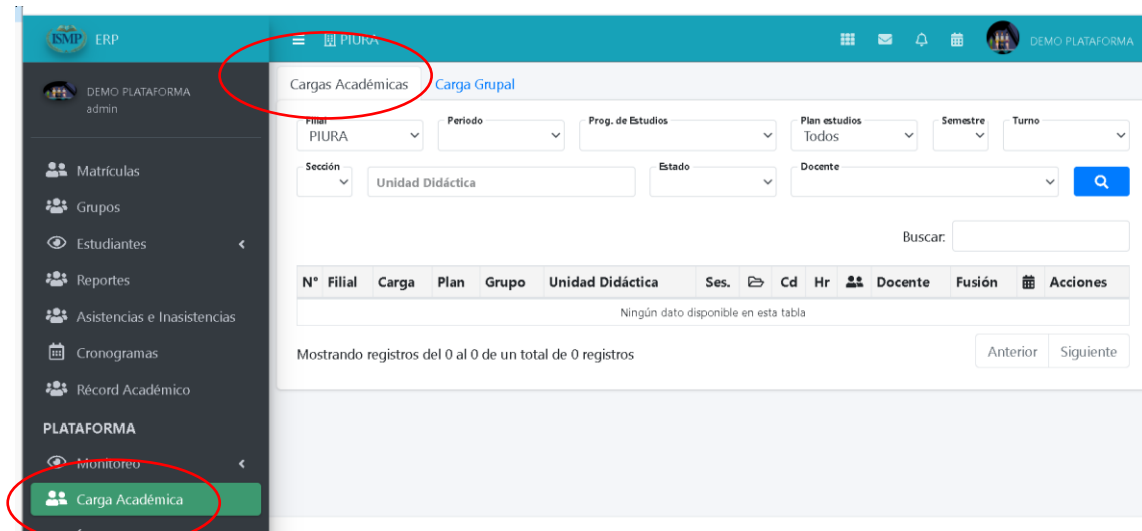 ISMP ERP
PIURA
DEMO PLATAFORMA
DEMO PLATAFORMA
admin
Matrículas
Grupos
Estudiantes
Reportes
Asistencias e Inasistencias
Cronogramas
Récord Académico
PLATAFORMA
Monitoreo
Carga Académica
Cargas Académicas Carga Grupal
Filial Periodo Prog. de Estudios Plan estudios Semestre Turno
PIURA Todos
Sección Estado Docente
Unidad Didáctica
Buscar:
N° Filial Carga Plan Grupo Unidad Didáctica Ses. Cd Hr Docente Fusión Acciones
Ningún dato disponible en esta tabla
Mostrando registros del 0 al 0 de un total de 0 registros
Anterior Siguiente